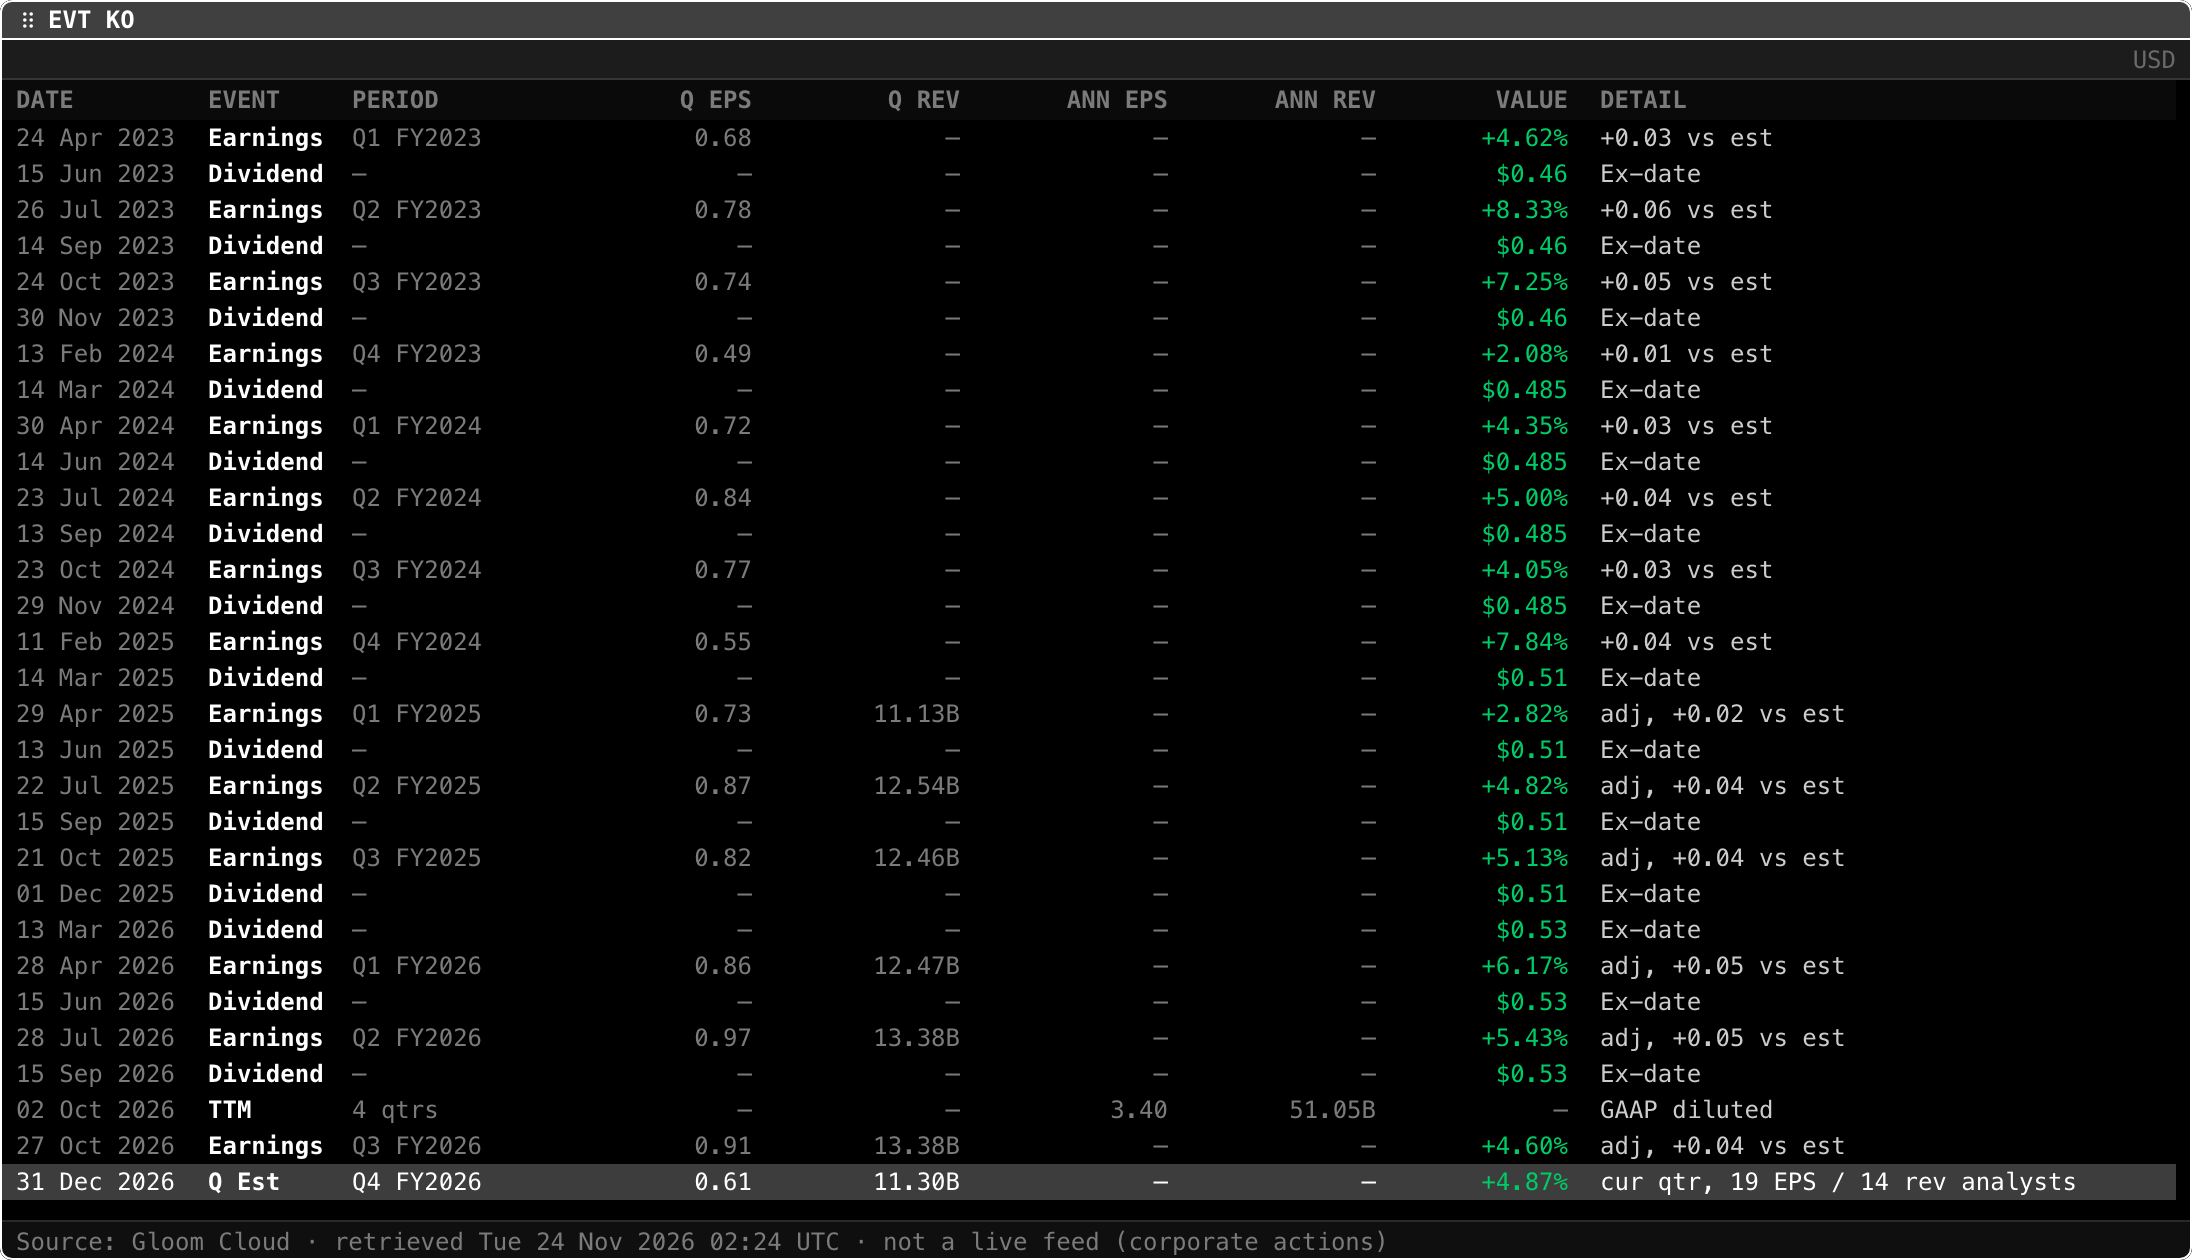 ⠿ EVT KO
USD
DATE EVENT PERIOD Q EPS Q REV ANN EPS ANN REV VALUE DETAIL
24 Apr 2023 Earnings Q1 FY2023 0.68 — — — +4.62% +0.03 vs est
15 Jun 2023 Dividend — — — — — $0.46 Ex-date
26 Jul 2023 Earnings Q2 FY2023 0.78 — — — +8.33% +0.06 vs est
14 Sep 2023 Dividend — — — — — $0.46 Ex-date
24 Oct 2023 Earnings Q3 FY2023 0.74 — — — +7.25% +0.05 vs est
30 Nov 2023 Dividend — — — — — $0.46 Ex-date
13 Feb 2024 Earnings Q4 FY2023 0.49 — — — +2.08% +0.01 vs est
14 Mar 2024 Dividend — — — — — $0.485 Ex-date
30 Apr 2024 Earnings Q1 FY2024 0.72 — — — +4.35% +0.03 vs est
14 Jun 2024 Dividend — — — — — $0.485 Ex-date
23 Jul 2024 Earnings Q2 FY2024 0.84 — — — +5.00% +0.04 vs est
13 Sep 2024 Dividend — — — — — $0.485 Ex-date
23 Oct 2024 Earnings Q3 FY2024 0.77 — — — +4.05% +0.03 vs est
29 Nov 2024 Dividend — — — — — $0.485 Ex-date
11 Feb 2025 Earnings Q4 FY2024 0.55 — — — +7.84% +0.04 vs est
14 Mar 2025 Dividend — — — — — $0.51 Ex-date
29 Apr 2025 Earnings Q1 FY2025 0.73 11.13B — — +2.82% adj, +0.02 vs est
13 Jun 2025 Dividend — — — — — $0.51 Ex-date
22 Jul 2025 Earnings Q2 FY2025 0.87 12.54B — — +4.82% adj, +0.04 vs est
15 Sep 2025 Dividend — — — — — $0.51 Ex-date
21 Oct 2025 Earnings Q3 FY2025 0.82 12.46B — — +5.13% adj, +0.04 vs est
01 Dec 2025 Dividend — — — — — $0.51 Ex-date
13 Mar 2026 Dividend — — — — — $0.53 Ex-date
28 Apr 2026 Earnings Q1 FY2026 0.86 12.47B — — +6.17% adj, +0.05 vs est
15 Jun 2026 Dividend — — — — — $0.53 Ex-date
28 Jul 2026 Earnings Q2 FY2026 0.97 13.38B — — +5.43% adj, +0.05 vs est
15 Sep 2026 Dividend — — — — — $0.53 Ex-date
02 Oct 2026 TTM 4 qtrs — — 3.40 51.05B — GAAP diluted
27 Oct 2026 Earnings Q3 FY2026 0.91 13.38B — — +4.60% adj, +0.04 vs est
31 Dec 2026 Q Est Q4 FY2026 0.61 11.30B — — +4.87% cur qtr, 19 EPS / 14 rev analysts
Source: Gloom Cloud · retrieved Tue 24 Nov 2026 02:24 UTC · not a live feed (corporate actions)